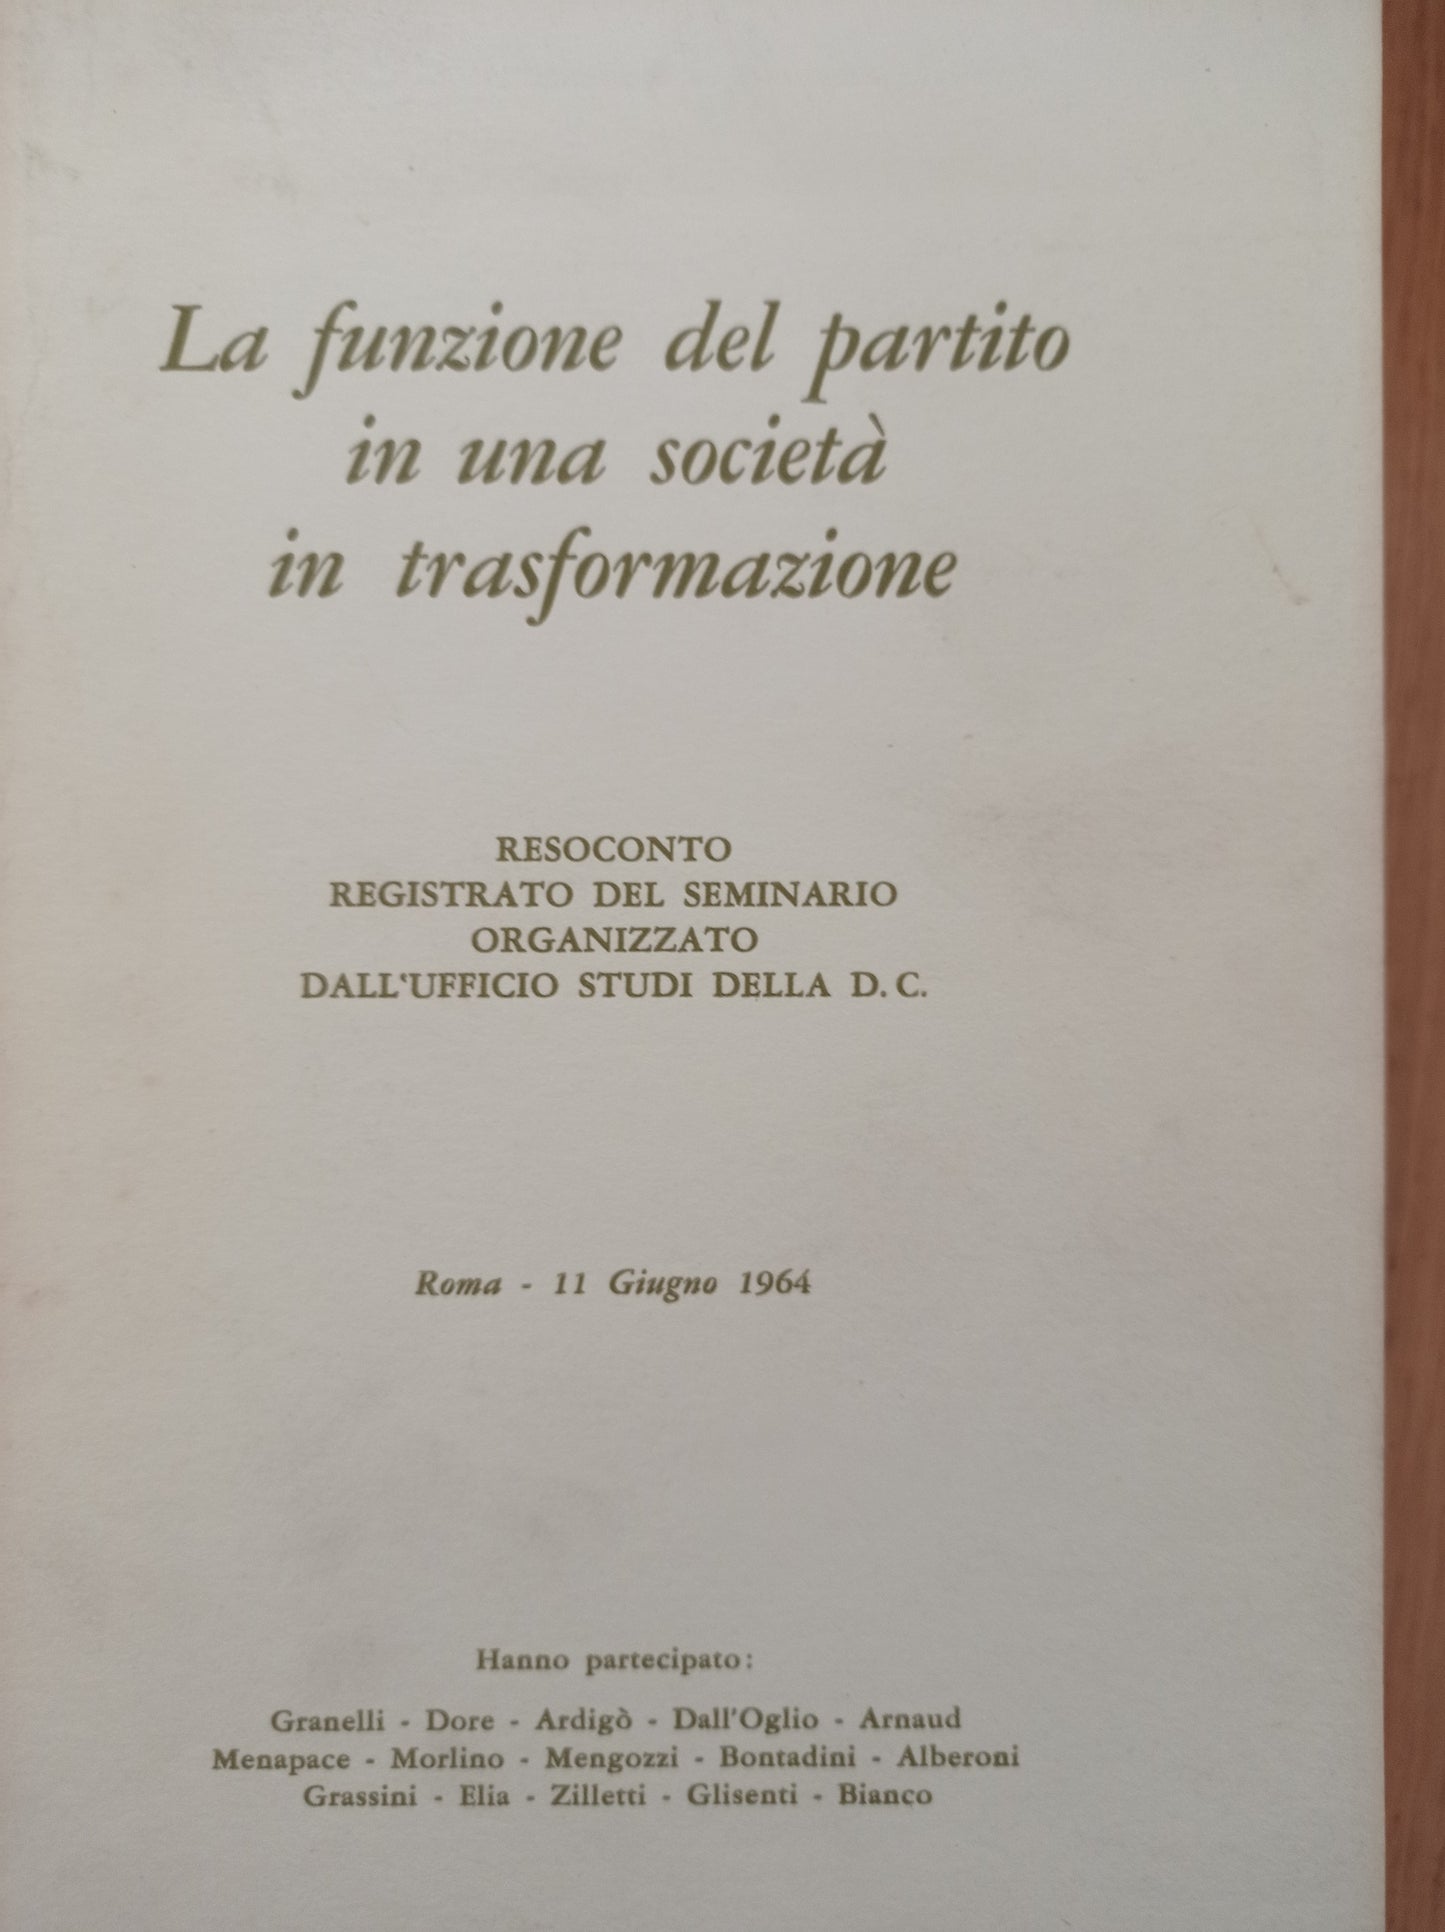 La funzione del partito
in una società
in trasformazione
RESOCONTO
REGISTRATO DEL SEMINARIO
ORGANIZZATO
DALL‘UFFICIO STUDI DELLA D. C.
Roma - 11 Giugno 1964
Hanno partecipato:
Granelli - Dore - Ardigò - Dall'Oglio - Arnaud
Menapace - Morlino - Mengozzi - Bontadini - Alberoni
Grassini - Elia - Zilletti - Glisenti - Bianco